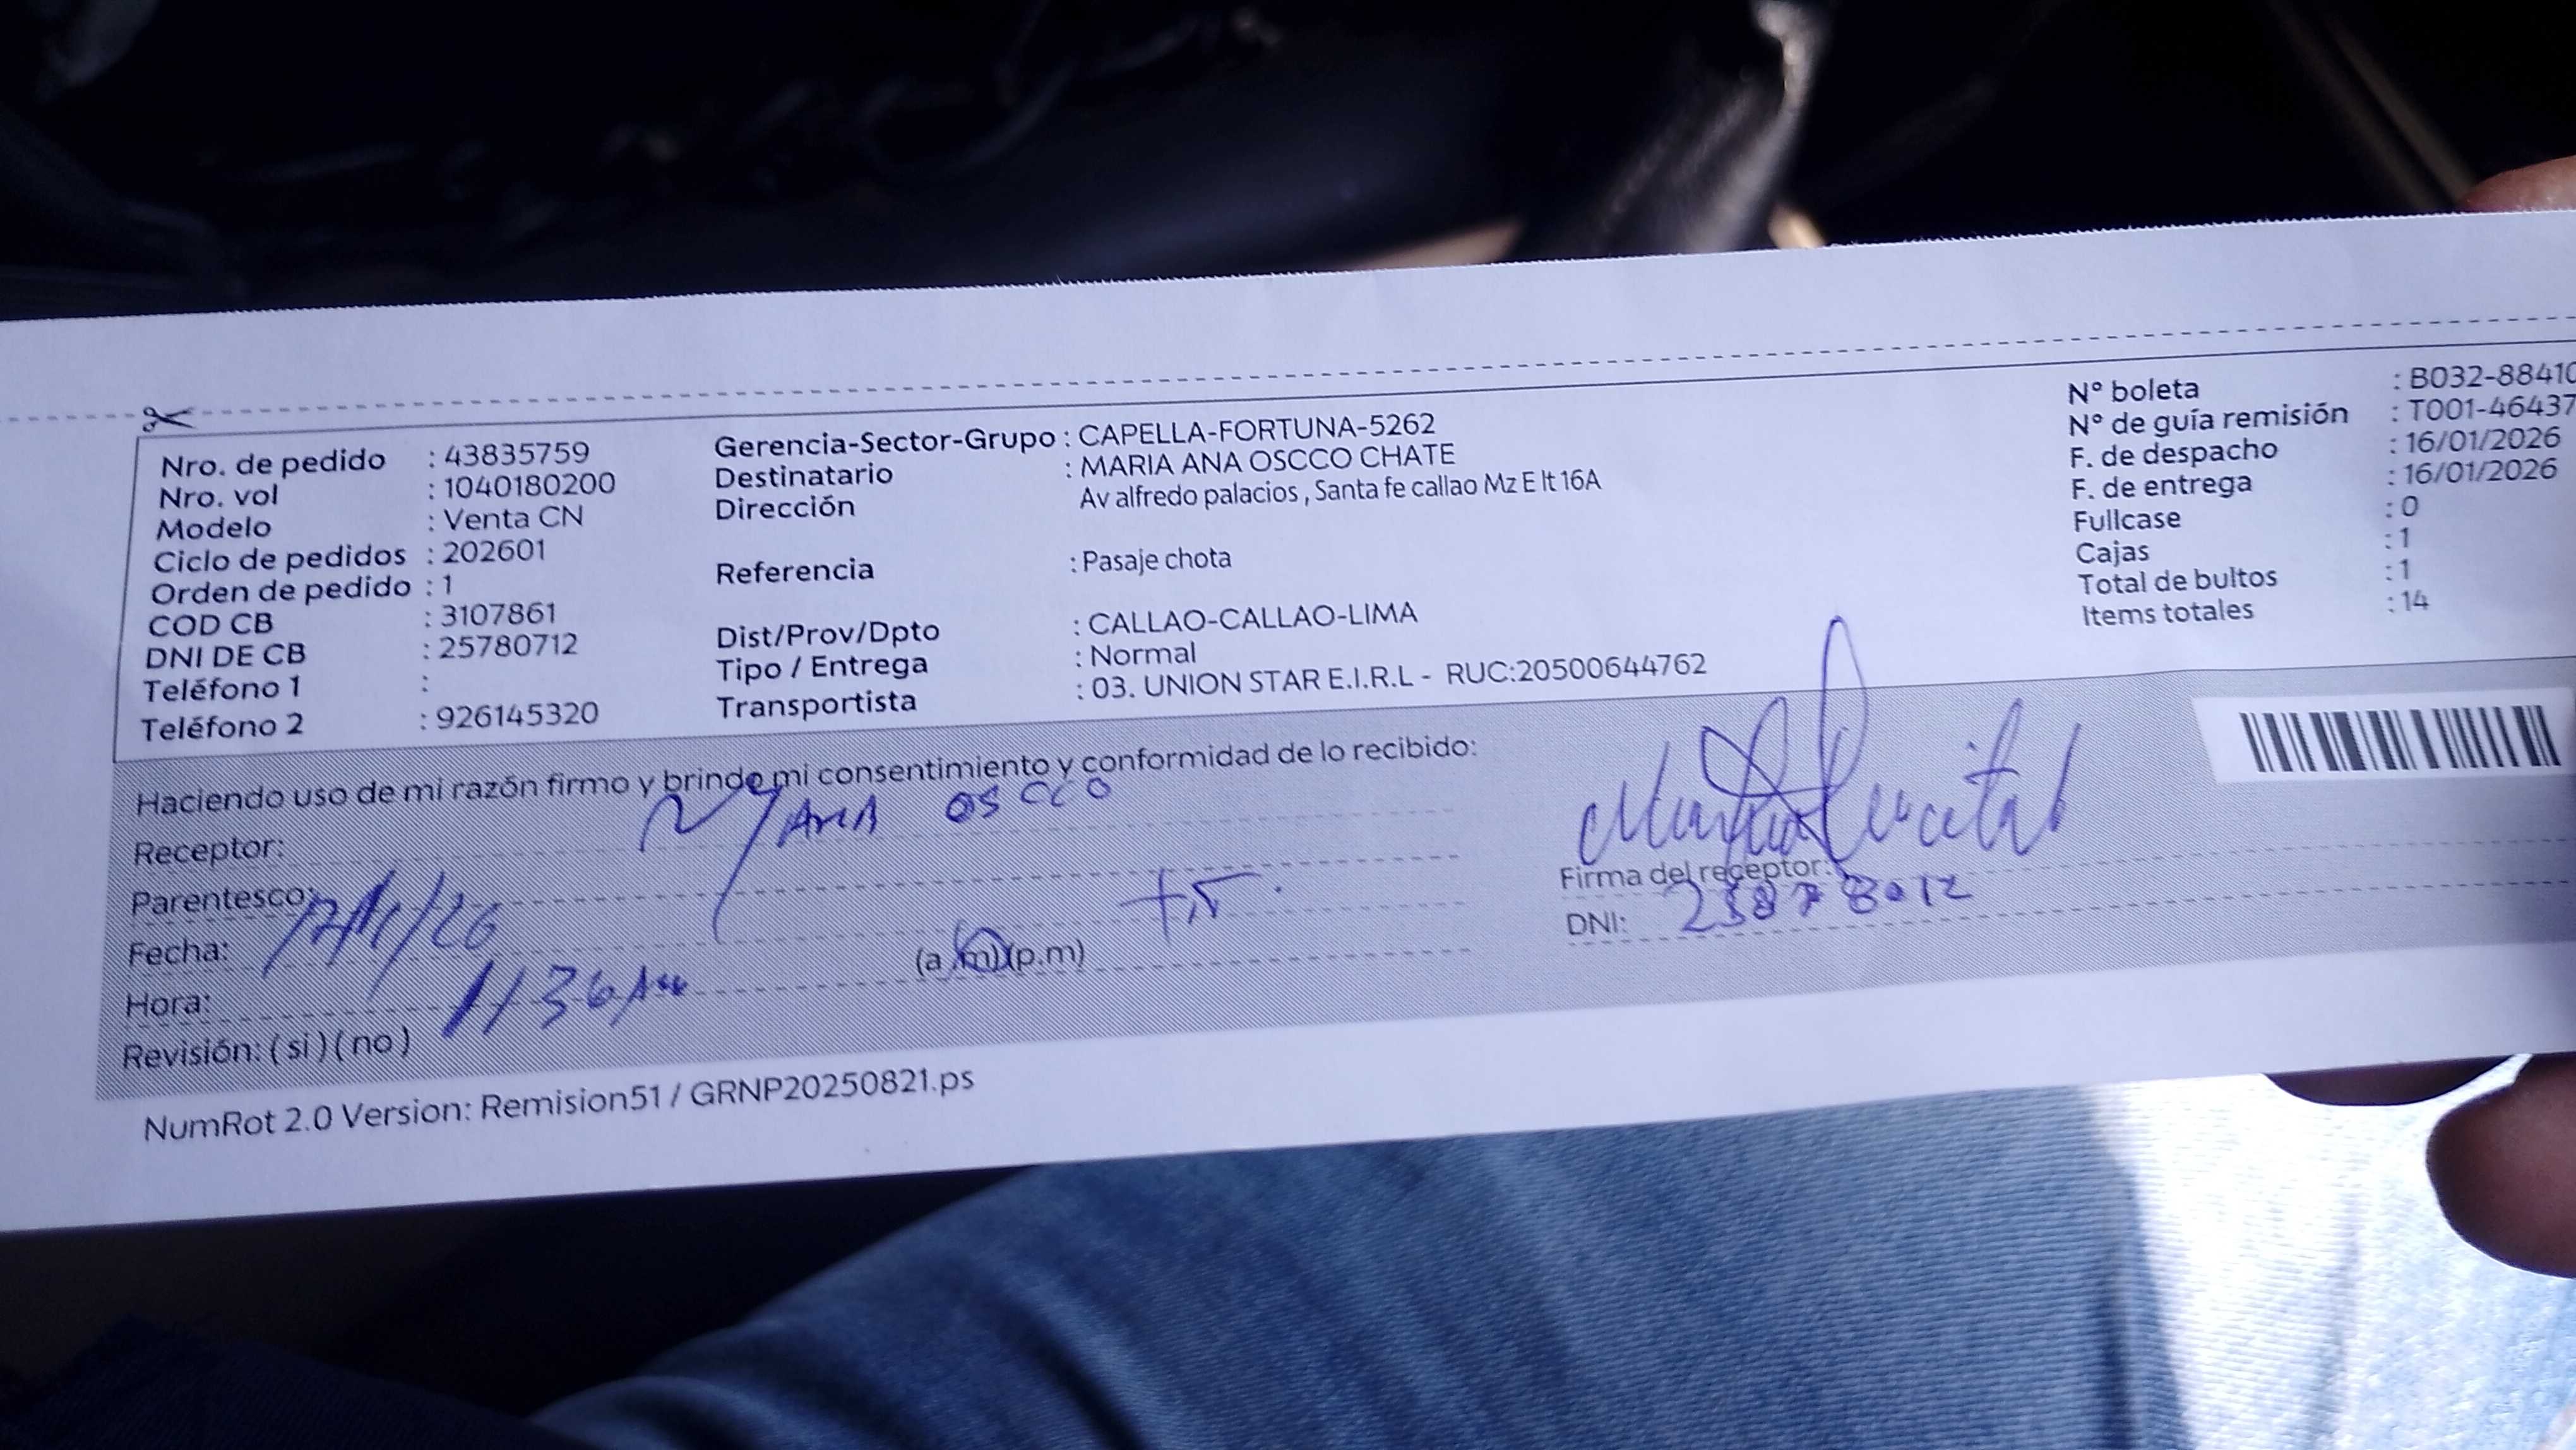 Nro. de pedido : 43835759
Nro. vol : 1040180200
Modelo : Venta CN
Ciclo de pedidos : 202601
Orden de pedido : 1
COD CB : 3107861
DNI DE CB : 25780712
Teléfono 1 :
Teléfono 2 : 926145320
Gerencia-Sector-Grupo : CAPELLA-FORTUNA-5262
Destinatario : MARIA ANA OSCCO CHATE
Dirección Av alfredo palacios , Santa fe callao Mz E lt 16A
Referencia : Pasaje chota
Dist/Prov/Dpto : CALLAO-CALLAO-LIMA
Tipo / Entrega : Normal
Transportista : 03. UNION STAR E.I.R.L - RUC:20500644762
N° boleta : B032-88410
N° de guía remisión : T001-46437
F. de despacho : 16/01/2026
F. de entrega : 16/01/2026
Fullcase : 0
Cajas : 1
Total de bultos : 1
Items totales : 14
Haciendo uso de mi razón firmo y brindo mi consentimiento y conformidad de lo recibido:
Receptor: OSCCO
Parentesco:
Fecha: 17/1/26
Hora: 1136 (a.m)(p.m)
Revisión: ( si ) ( no )
Firma del receptor:
DNI:
NumRot 2.0 Version: Remision51 / GRNP20250821.ps